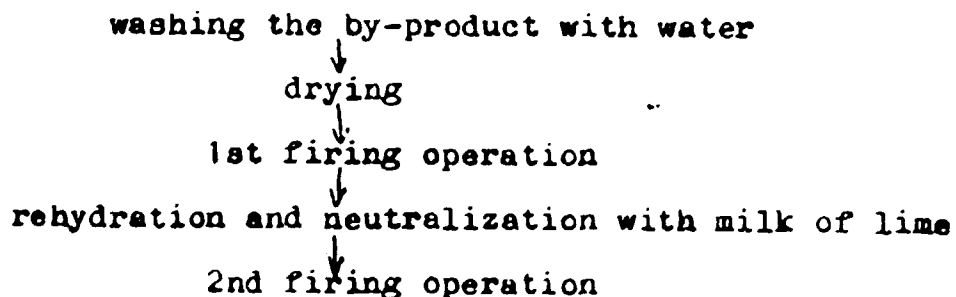 washing the by-product with water
drying
1st firing operation
rehydration and neutralization with milk of lime
2nd firing operation